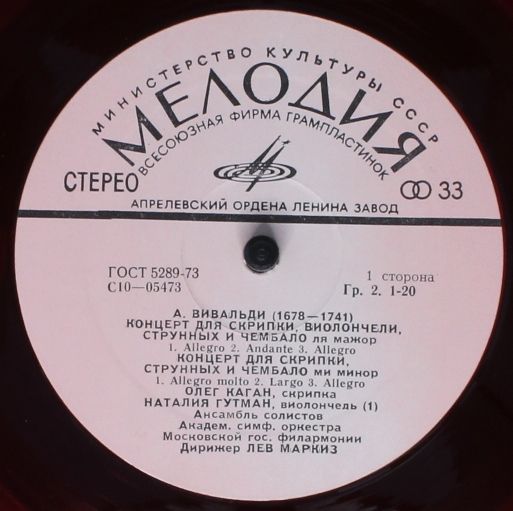 МИНИСТЕРСТВО КУЛЬТУРЫ СССР
МЕЛОДИЯ
ВСЕСОЮЗНАЯ ФИРМА ГРАМПЛАСТИНОК
СТЕРЕО
33
АПРЕЛЕВСКИЙ ОРДЕНА ЛЕНИНА ЗАВОД
ГОСТ 5289-73
С10—05473
1 сторона
Гр. 2. 1-20
А. ВИВАЛЬДИ (1678—1741)
КОНЦЕРТ ДЛЯ СКРИПКИ, ВИОЛОНЧЕЛИ,
СТРУННЫХ И ЧЕМБАЛО ля мажор
1. Allegro 2. Andante 3. Allegro
КОНЦЕРТ ДЛЯ СКРИПКИ,
СТРУННЫХ И ЧЕМБАЛО ми минор
1. Allegro molto 2. Largo 3. Allegro
ОЛЕГ КАГАН, скрипка
НАТАЛИЯ ГУТМАН, виолончель (1)
Ансамбль солистов
Академ. симф. оркестра
Московской гос. филармонии
Дирижер ЛЕВ МАРКИЗ